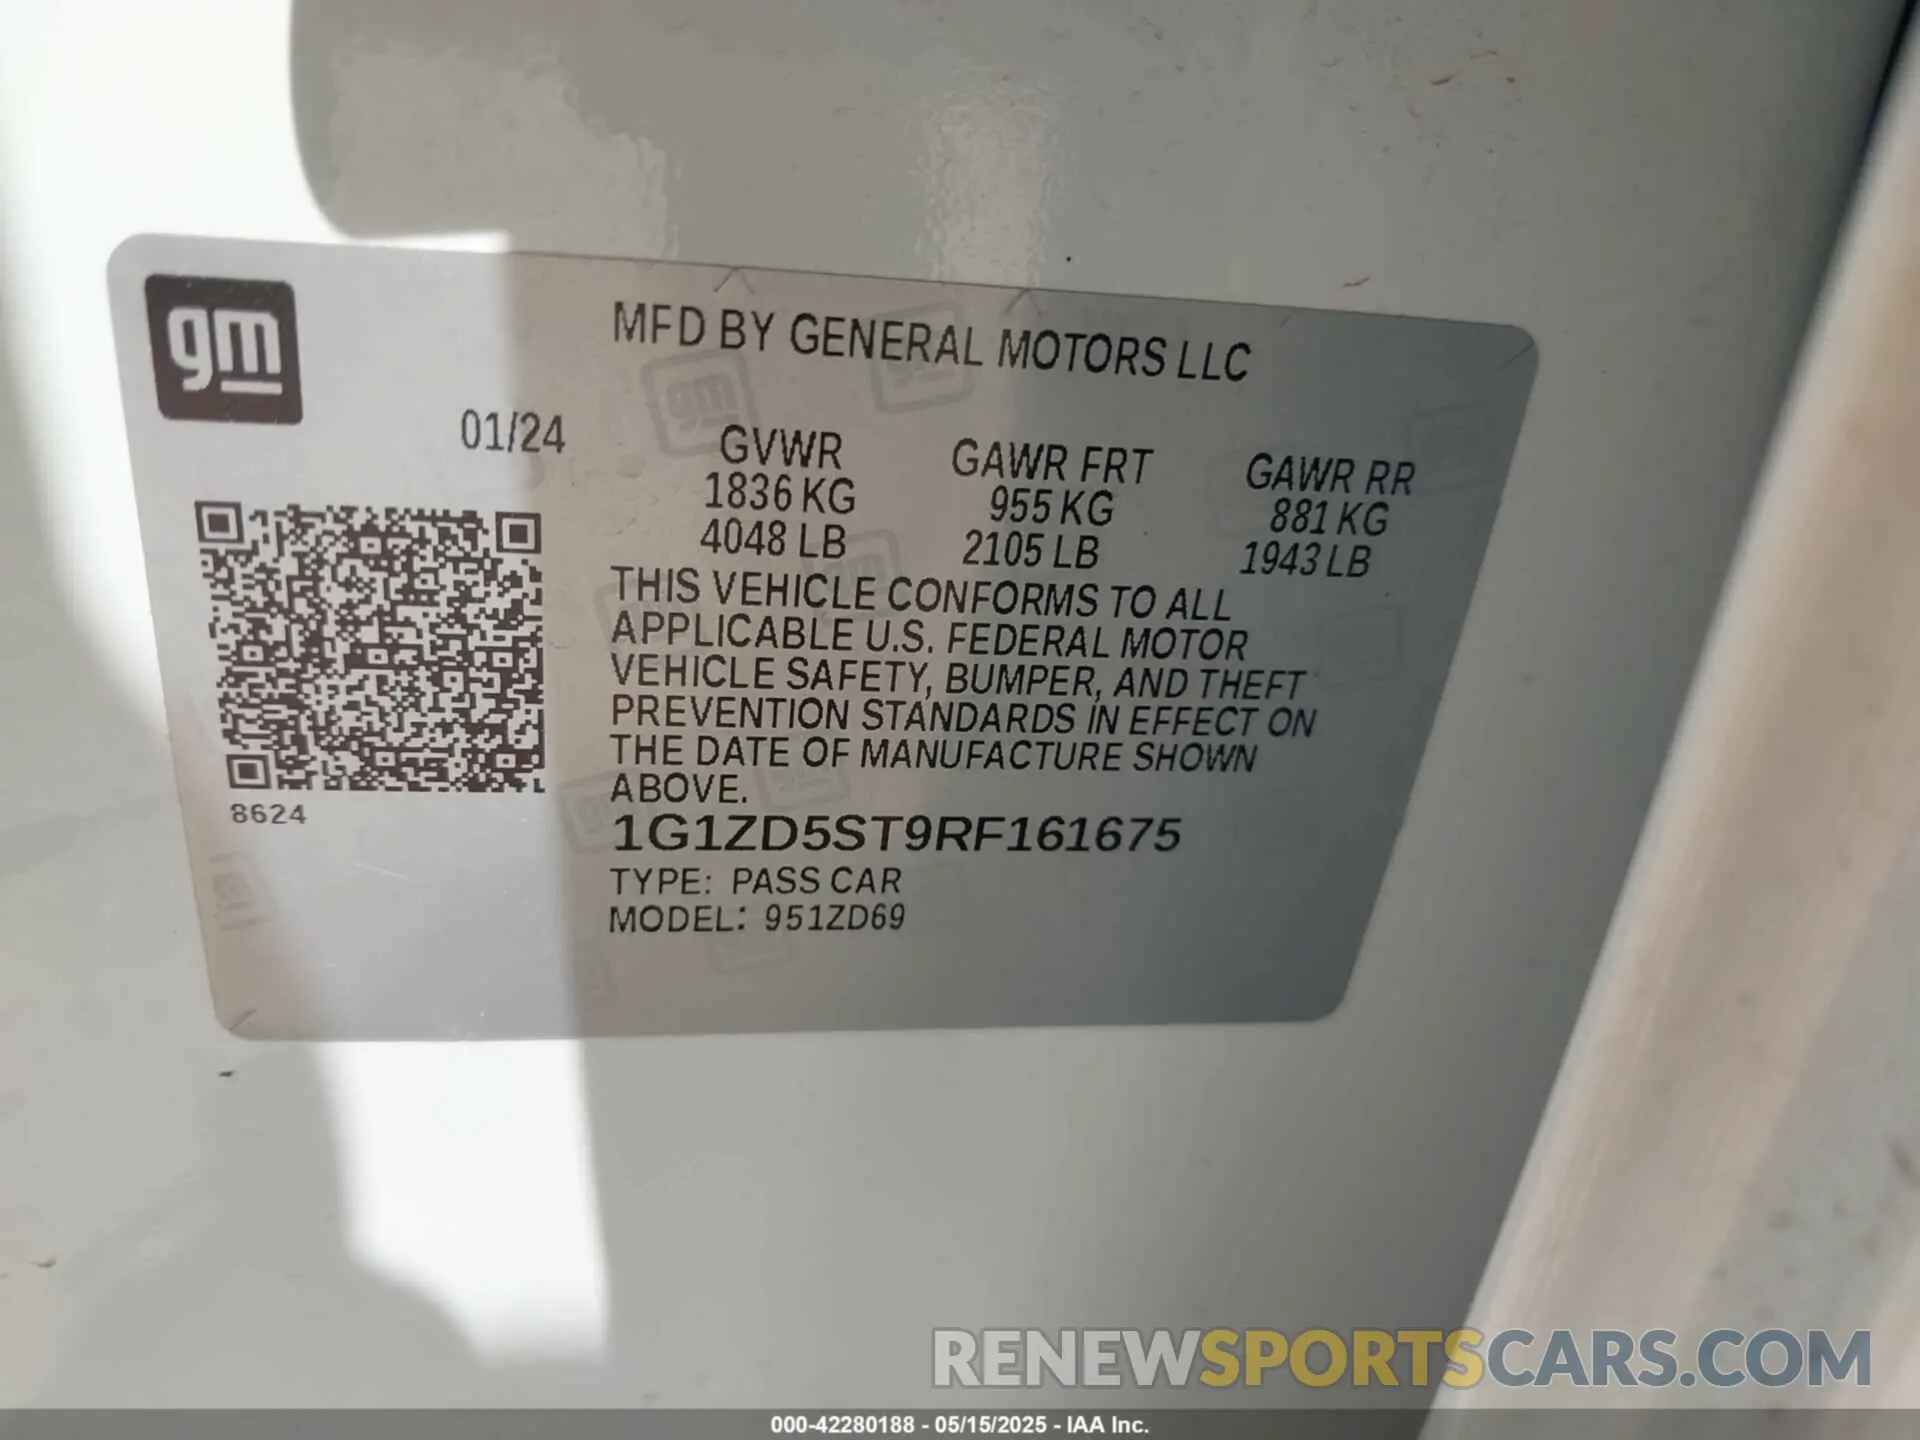 gm
MFD BY GENERAL MOTORS LLC
01/24
GVWR GAWR FRT GAWR RR
1836 KG 955 KG 881 KG
4048 LB 2105 LB 1943 LB
THIS VEHICLE CONFORMS TO ALL
APPLICABLE U.S. FEDERAL MOTOR
VEHICLE SAFETY, BUMPER, AND THEFT
PREVENTION STANDARDS IN EFFECT ON
THE DATE OF MANUFACTURE SHOWN
ABOVE.
8624
1G1ZD5ST9RF161675
TYPE: PASS CAR
MODEL: 951ZD69
RENEWSPORTSCARS.COM
000-42280188 - 05/15/2025 - IAA Inc.